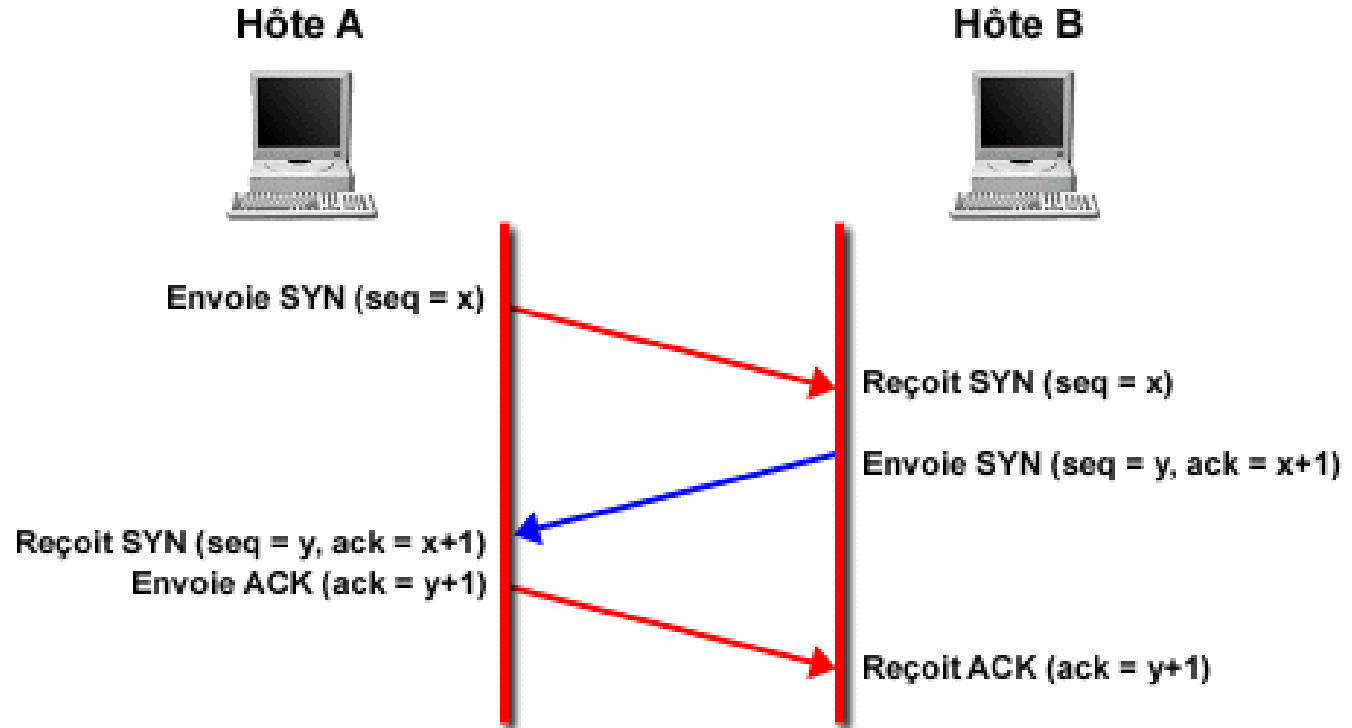 Hôte A
Hôte B
Envoie SYN (seq = x)
Reçoit SYN (seq = x)
Envoie SYN (seq = y, ack = x+1)
Reçoit SYN (seq = y, ack = x+1)
Envoie ACK (ack = y+1)
Reçoit ACK (ack = y+1)